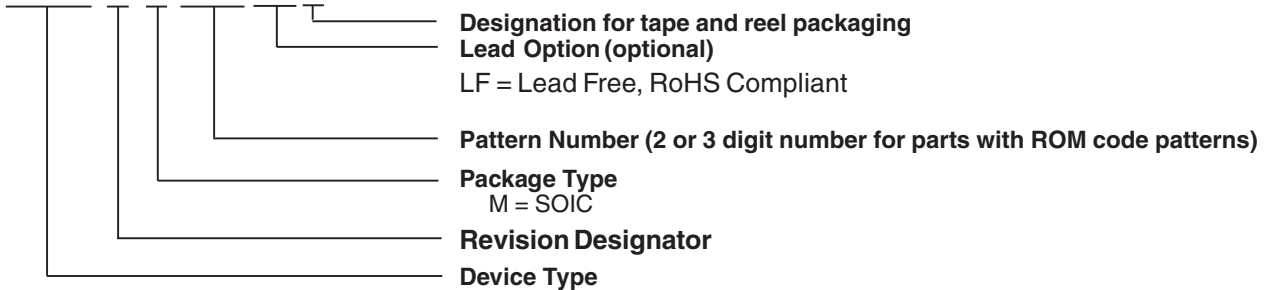 Designation for tape and reel packaging
Lead Option (optional)
LF = Lead Free, RoHS Compliant
Pattern Number (2 or 3 digit number for parts with ROM code patterns)
Package Type
M = SOIC
Revision Designator
Device Type